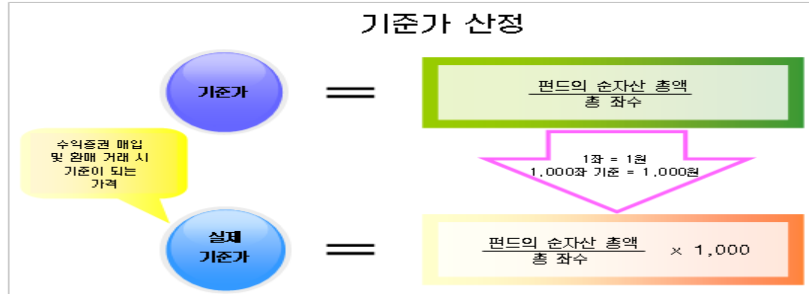 기준가 산정
기준가
=
펀드의 순자산 총액
총 좌수
수익증권 매입
및 환매 거래 시
기준이 되는
가격
1좌 = 1원
1,000좌 기준 = 1,000원
실제
기준가
=
펀드의 순자산 총액
총 좌수
× 1,000